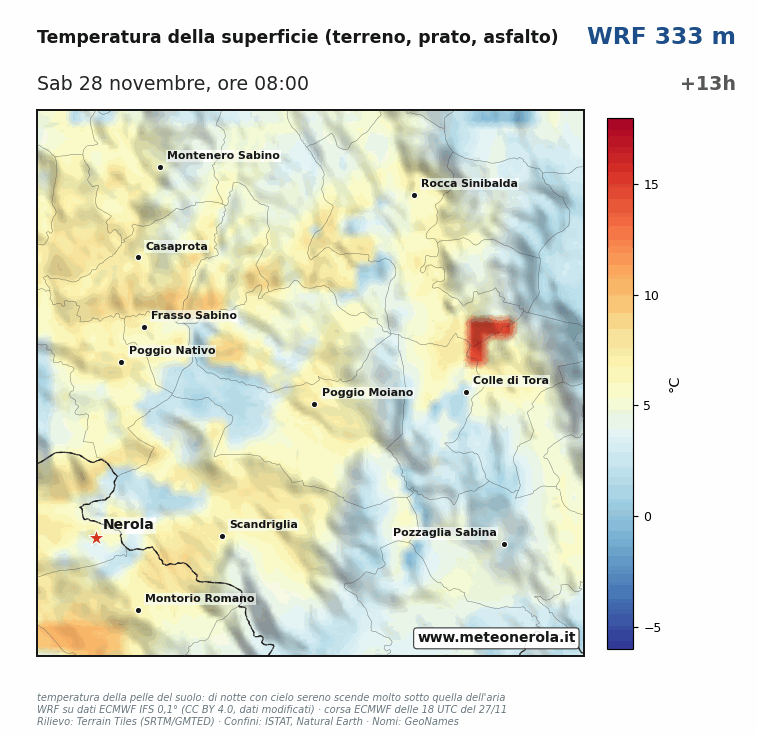 Temperatura della superficie (terreno, prato, asfalto)
WRF 333 m
Sab 28 novembre, ore 08:00
+13h
Montenero Sabino
Rocca Sinibalda
Casaprota
Frasso Sabino
Poggio Nativo
Colle di Tora
Poggio Moiano
Nerola
Scandriglia
Pozzaglia Sabina
Montorio Romano
www.meteonerola.it
15
10
5
0
−5
°C
temperatura della pelle del suolo: di notte con cielo sereno scende molto sotto quella dell'aria
WRF su dati ECMWF IFS 0,1° (CC BY 4.0, dati modificati) · corsa ECMWF delle 18 UTC del 27/11
Rilievo: Terrain Tiles (SRTM/GMTED) · Confini: ISTAT, Natural Earth · Nomi: GeoNames